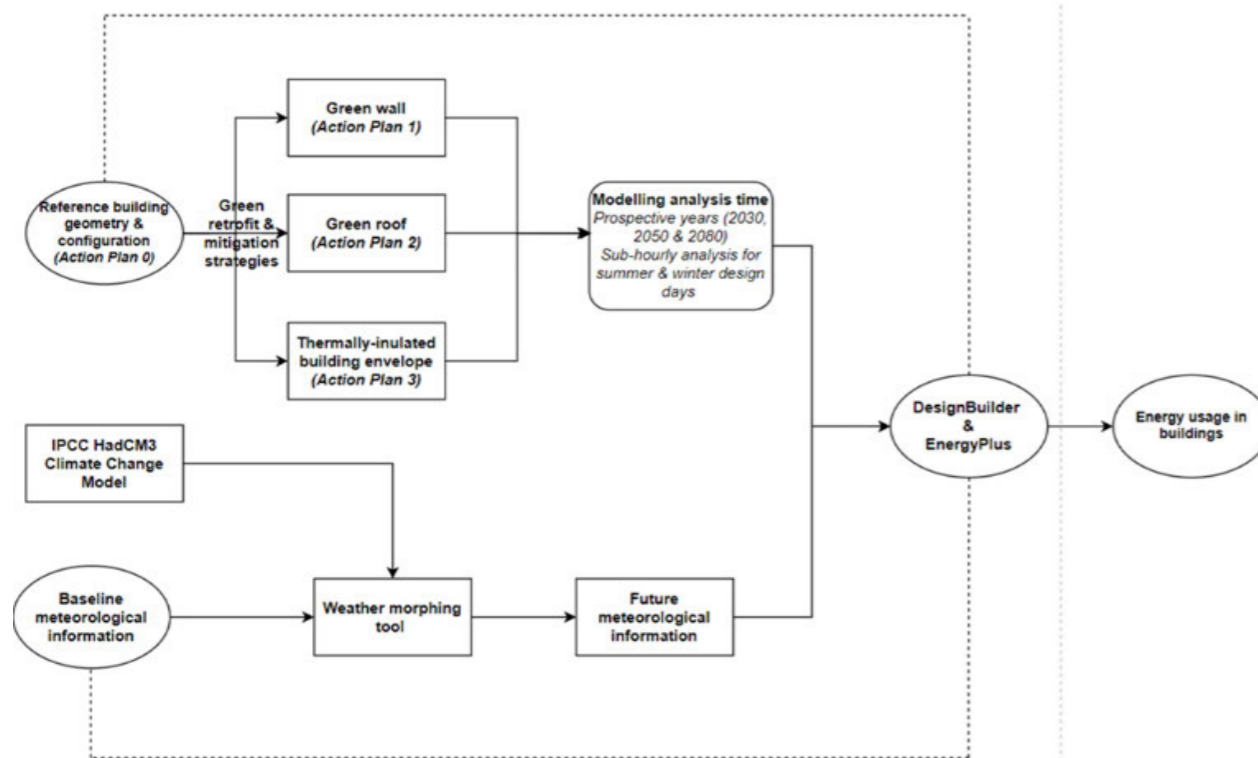 Green wall
(Action Plan 1)
Reference building
geometry &
configuration
(Action Plan 0)
Green
retrofit &
mitigation
strategies
Green roof
(Action Plan 2)
Modelling analysis time
Prospective years (2030,
2050 & 2080)
Sub-hourly analysis for
summer & winter design
days
Thermally-inulated
building envelope
(Action Plan 3)
DesignBuilder
&
EnergyPlus
Energy usage in
buildings
IPCC HadCM3
Climate Change
Model
Baseline
meteorological
information
Weather morphing
tool
Future
meteorological
information